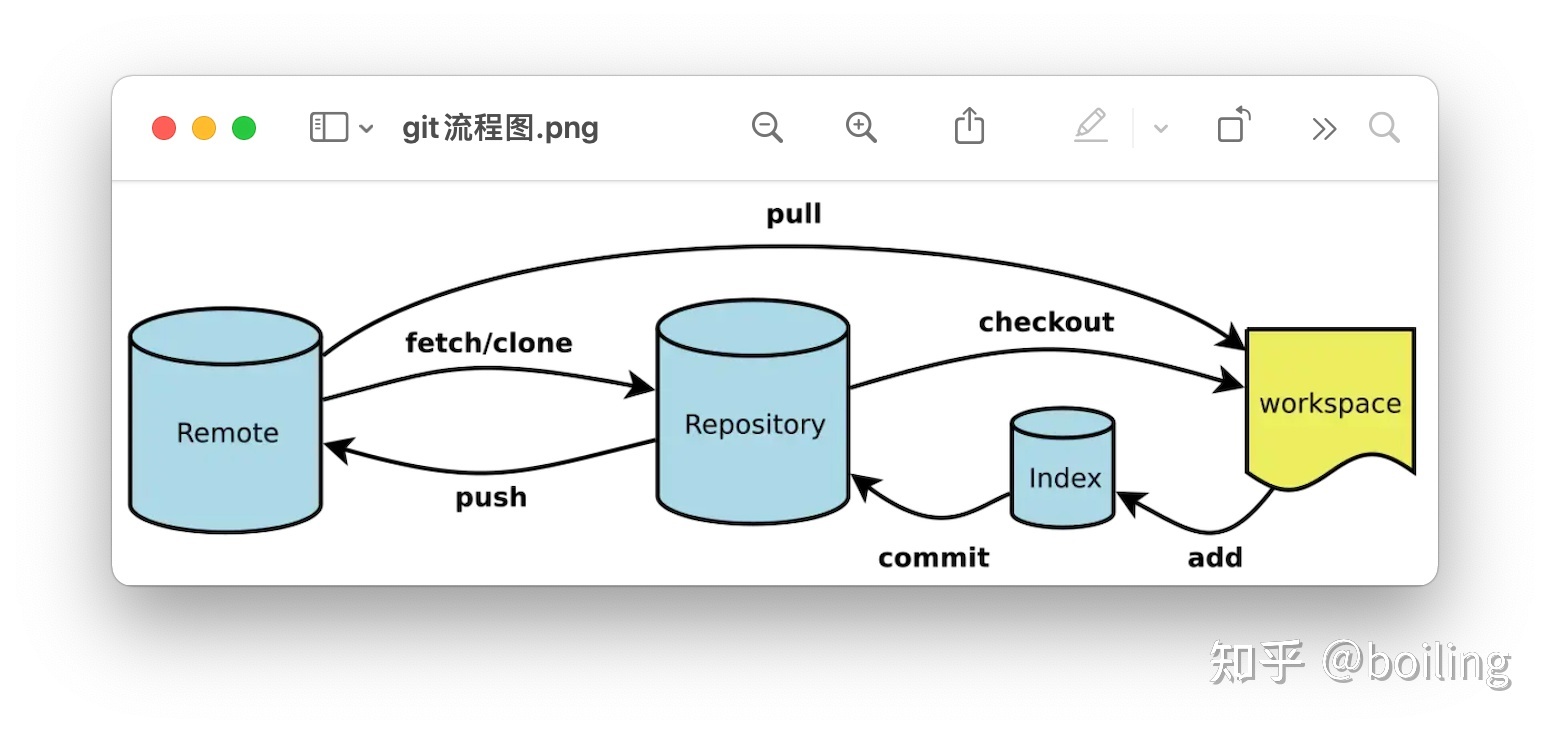 git流程图.png
pull
fetch/clone
checkout
Remote
Repository
workspace
Index
push
commit
add
知乎 @boiling